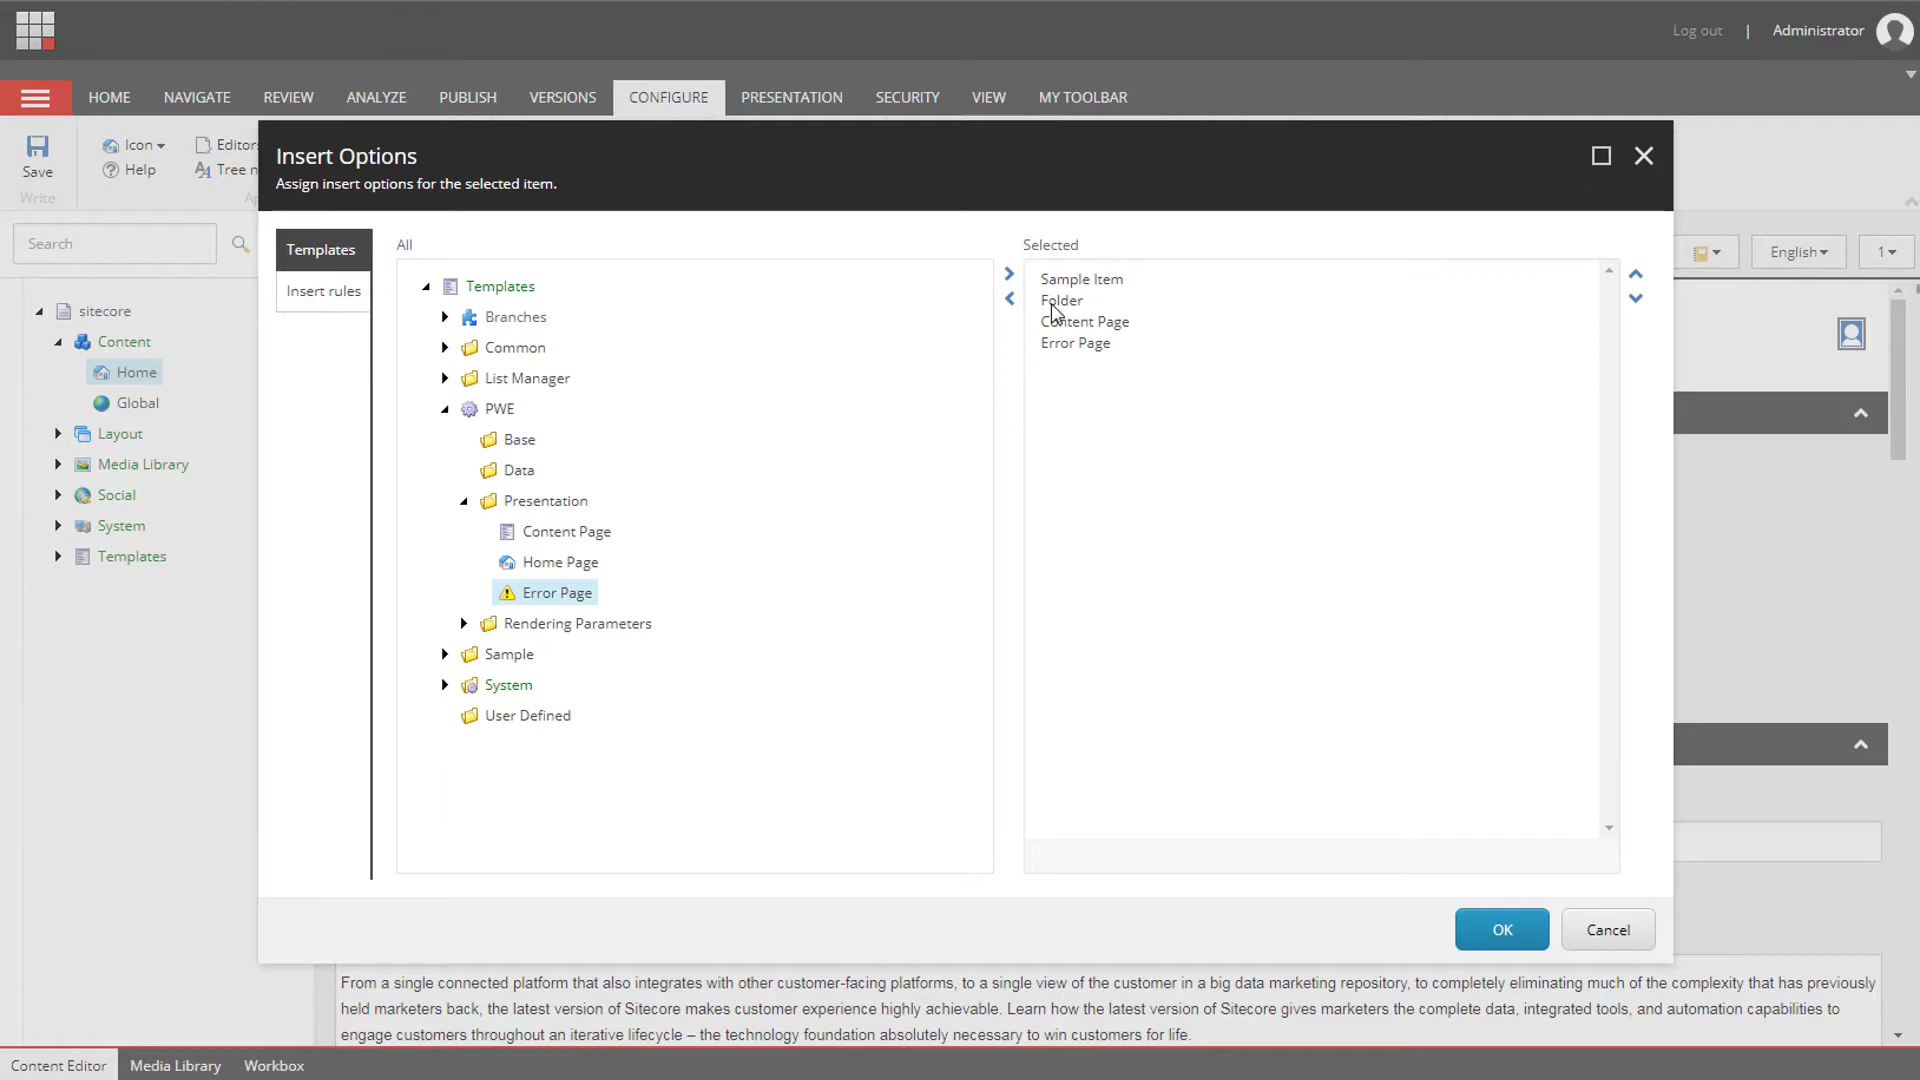 Log out | Administrator
HOME NAVIGATE REVIEW ANALYZE PUBLISH VERSIONS CONFIGURE PRESENTATION SECURITY VIEW MY TOOLBAR
Save
Write
Icon
Help
Editor
Tree n
Insert Options
Assign insert options for the selected item.
Search
English
1
sitecore
Content
Home
Global
Layout
Media Library
Social
System
Templates
Templates
Insert rules
All
Templates
Branches
Common
List Manager
PWE
Base
Data
Presentation
Content Page
Home Page
Error Page
Rendering Parameters
Sample
System
User Defined
Selected
Sample Item
Folder
Content Page
Error Page
OK Cancel
From a single connected platform that also integrates with other customer-facing platforms, to a single view of the customer in a big data marketing repository, to completely eliminating much of the complexity that has previously
held marketers back, the latest version of Sitecore makes customer experience highly achievable. Learn how the latest version of Sitecore gives marketers the complete data, integrated tools, and automation capabilities to
engage customers throughout an iterative lifecycle – the technology foundation absolutely necessary to win customers for life.
Content Editor Media Library Workbox